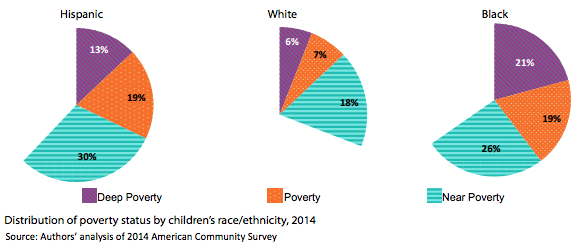 Hispanic White Black
13% 6% 21%
19% 7% 19%
30% 18% 26%
Deep Poverty Poverty Near Poverty
Distribution of poverty status by children's race/ethnicity, 2014
Source: Authors' analysis of 2014 American Community Survey